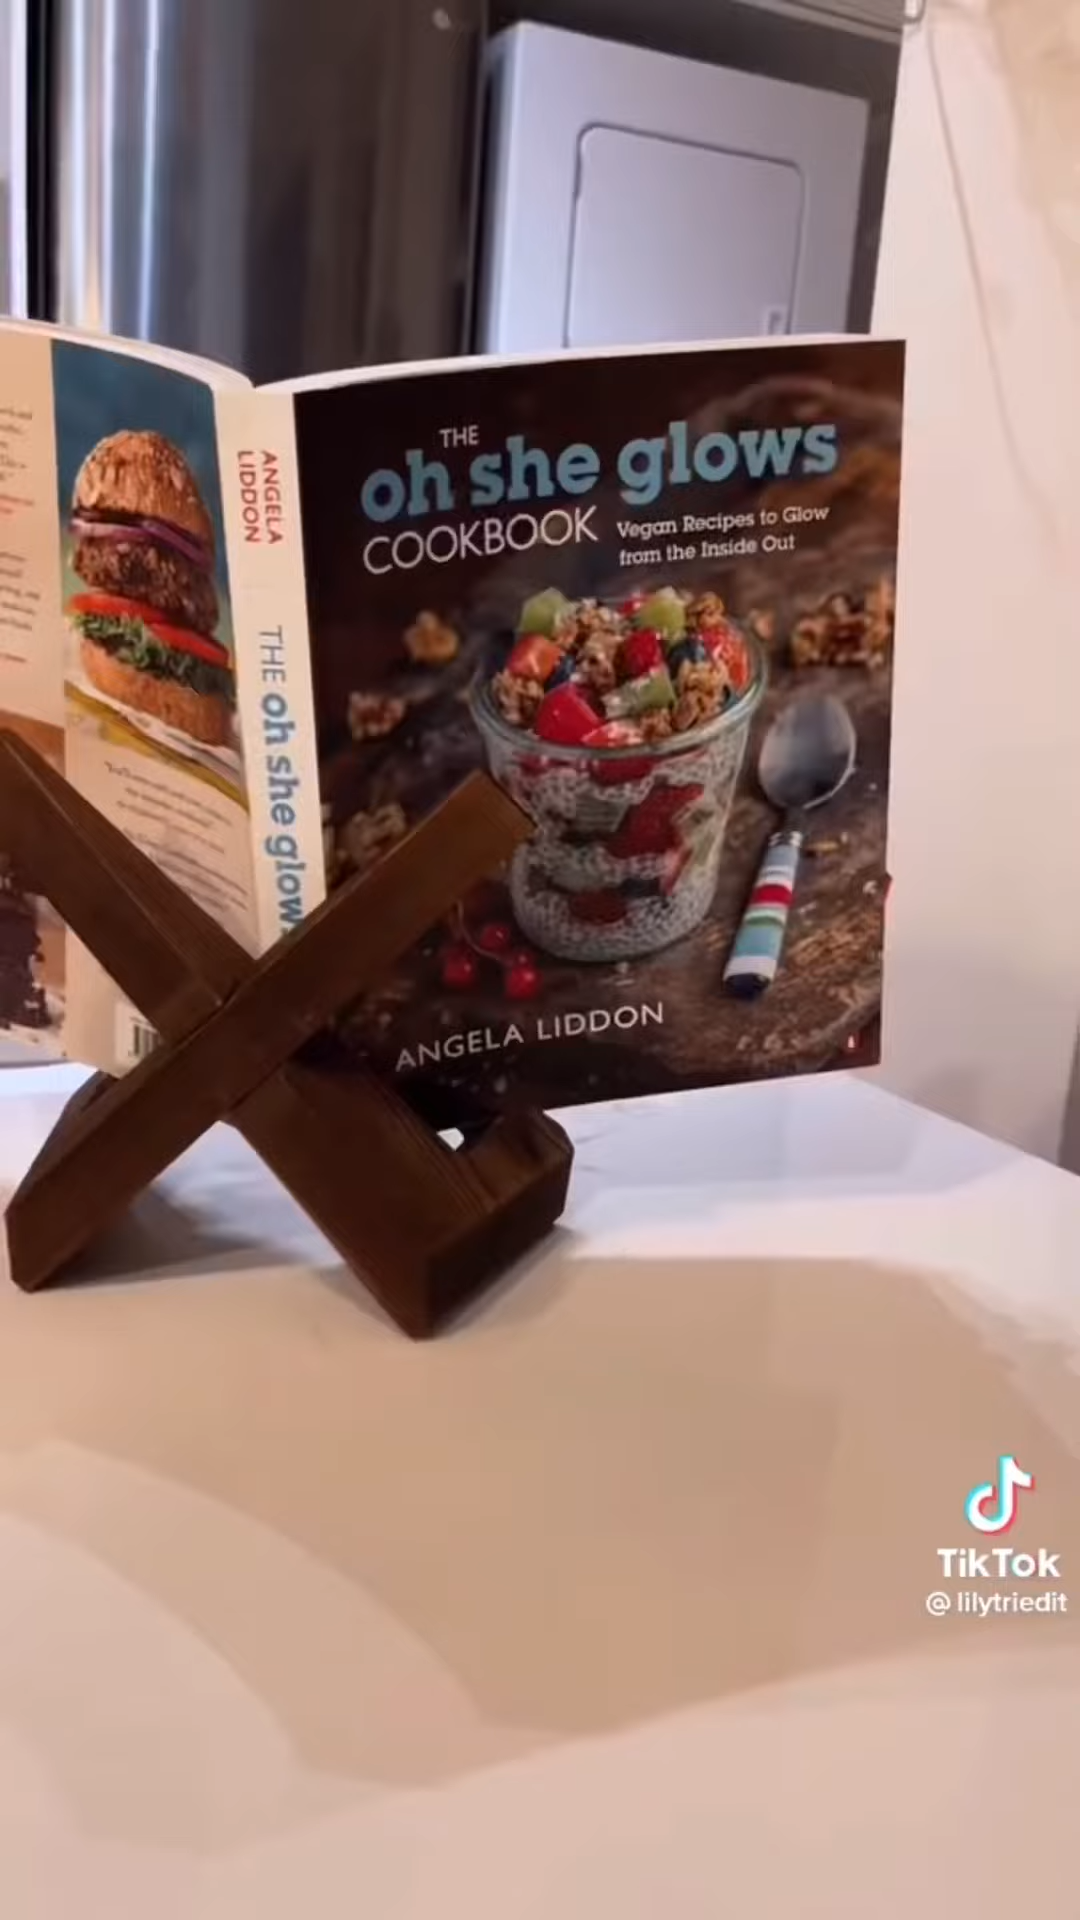 THE
oh she glows
COOKBOOK
Vegan Recipes to Glow
from the Inside Out
ANGELA LIDDON
ANGELA
LIDDON
THE oh she glows
TikTok
@ lilytriedit